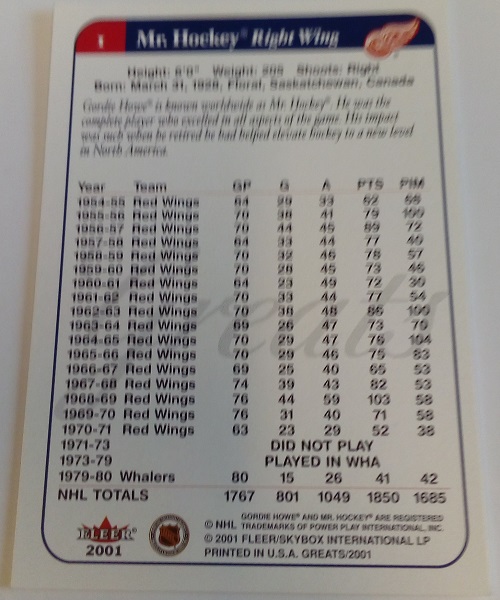 1 Mr. Hockey® Right Wing
Height: 6'0" Weight: 205 Shoots: Right
Born: March 31, 1928, Floral, Saskatchewan, Canada
Gordie Howe® is known worldwide as Mr. Hockey®. He was the
complete player who excelled in all aspects of the game. His impact
was such when he retired he had helped elevate hockey to a new level
in North America.
Year Team GP G A PTS PIM
1954-55 Red Wings 64 29 33 62 68
1955-56 Red Wings 70 38 41 79 100
1956-57 Red Wings 70 44 45 89 72
1957-58 Red Wings 64 33 44 77 40
1958-59 Red Wings 70 32 46 78 57
1959-60 Red Wings 70 28 45 73 46
1960-61 Red Wings 64 23 49 72 30
1961-62 Red Wings 70 33 44 77 54
1962-63 Red Wings 70 38 48 86 100
1963-64 Red Wings 69 26 47 73 70
1964-65 Red Wings 70 29 47 76 104
1965-66 Red Wings 70 29 46 75 83
1966-67 Red Wings 69 25 40 65 53
1967-68 Red Wings 74 39 43 82 53
1968-69 Red Wings 76 44 59 103 58
1969-70 Red Wings 76 31 40 71 58
1970-71 Red Wings 63 23 29 52 38
1971-73 DID NOT PLAY
1973-79 PLAYED IN WHA
1979-80 Whalers 80 15 26 41 42
NHL TOTALS 1767 801 1049 1850 1685
GORDIE HOWE® AND MR. HOCKEY® ARE REGISTERED
© NHL TRADEMARKS OF POWER PLAY INTERNATIONAL, INC.
© 2001 FLEER/SKYBOX INTERNATIONAL LP
PRINTED IN U.S.A. GREATS/2001
FLEER
2001